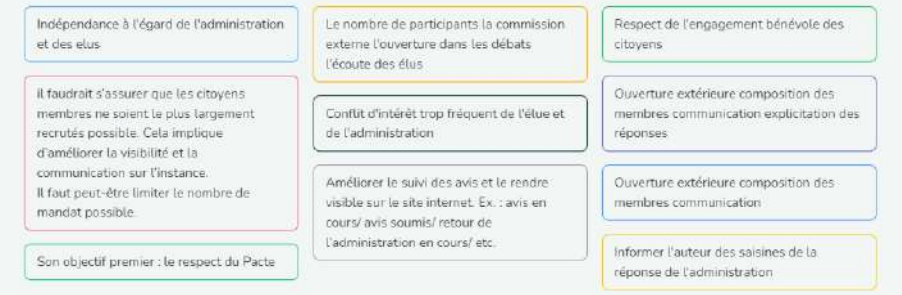 Indépendance à l'égard de l'administration
et des elus
il faudrait s'assurer que les citoyens
membres ne soient le plus largement
recrutés possible. Cela implique
d'améliorer la visibilité et la
communication sur l'instance.
Il faut peut-être limiter le nombre de
mandat possible.
Son objectif premier : le respect du Pacte
Le nombre de participants la commission
externe l'ouverture dans les débats
l'écoute des élus
Conflit d'intérêt trop fréquent de l'élue et
de l'administration
Améliorer le suivi des avis et le rendre
visible sur le site internet. Ex. : avis en
cours/ avis soumis/ retour de
l'administration en cours/ etc.
Respect de l'engagement bénévole des
citoyens
Ouverture extérieure composition des
membres communication explicitation des
réponses
Ouverture extérieure composition des
membres communication
Informer l'auteur des saisines de la
réponse de l'administration